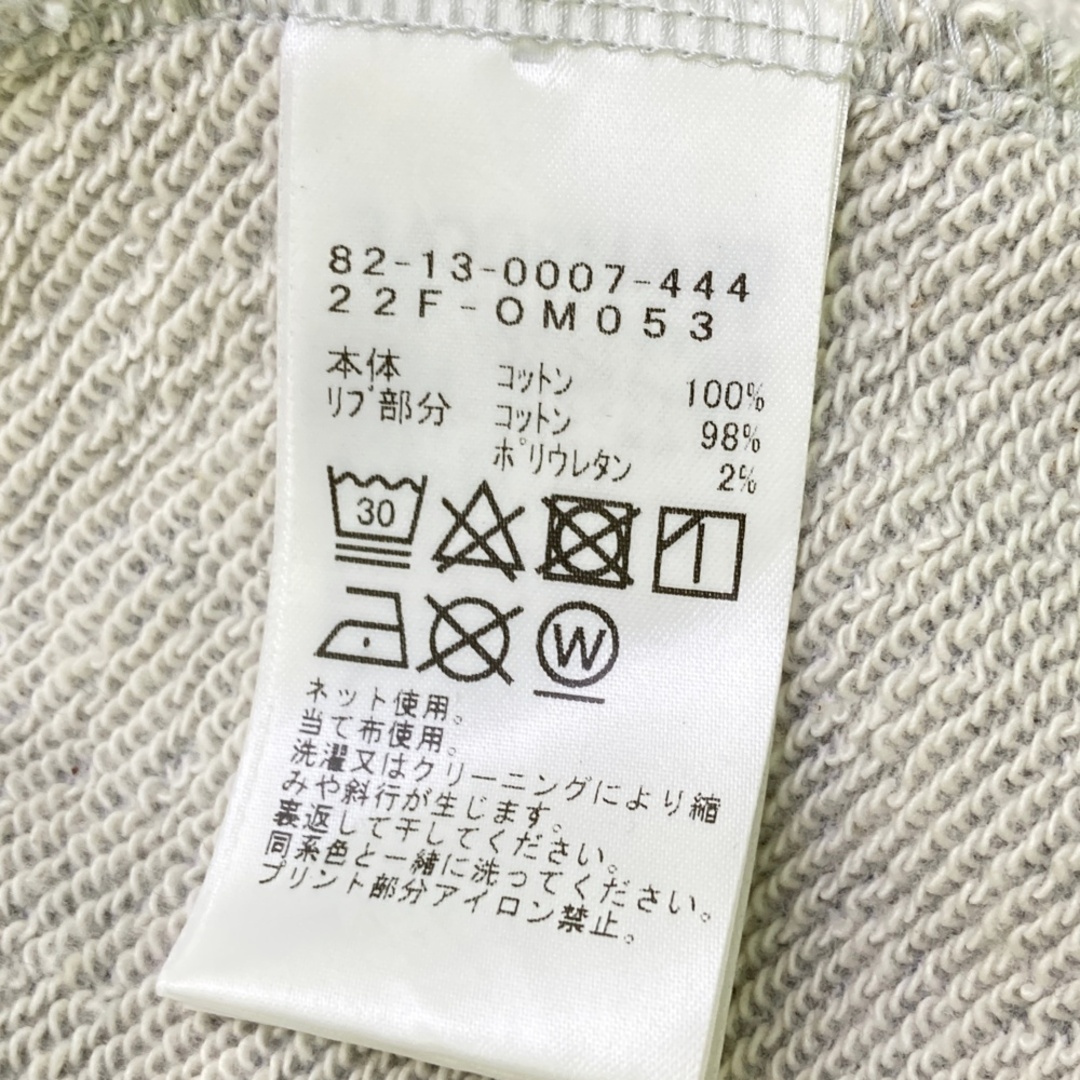 82-13-0007-444
22F-OM053
本体 コットン 100%
リブ部分 コットン 98%
ポリウレタン 2%
30
W
ネット使用。
当て布使用。
洗濯又はクリーニングにより縮
みや斜行が生じます。
裏返して干してください。
同系色と一緒に洗ってください。
プリント部分アイロン禁止。